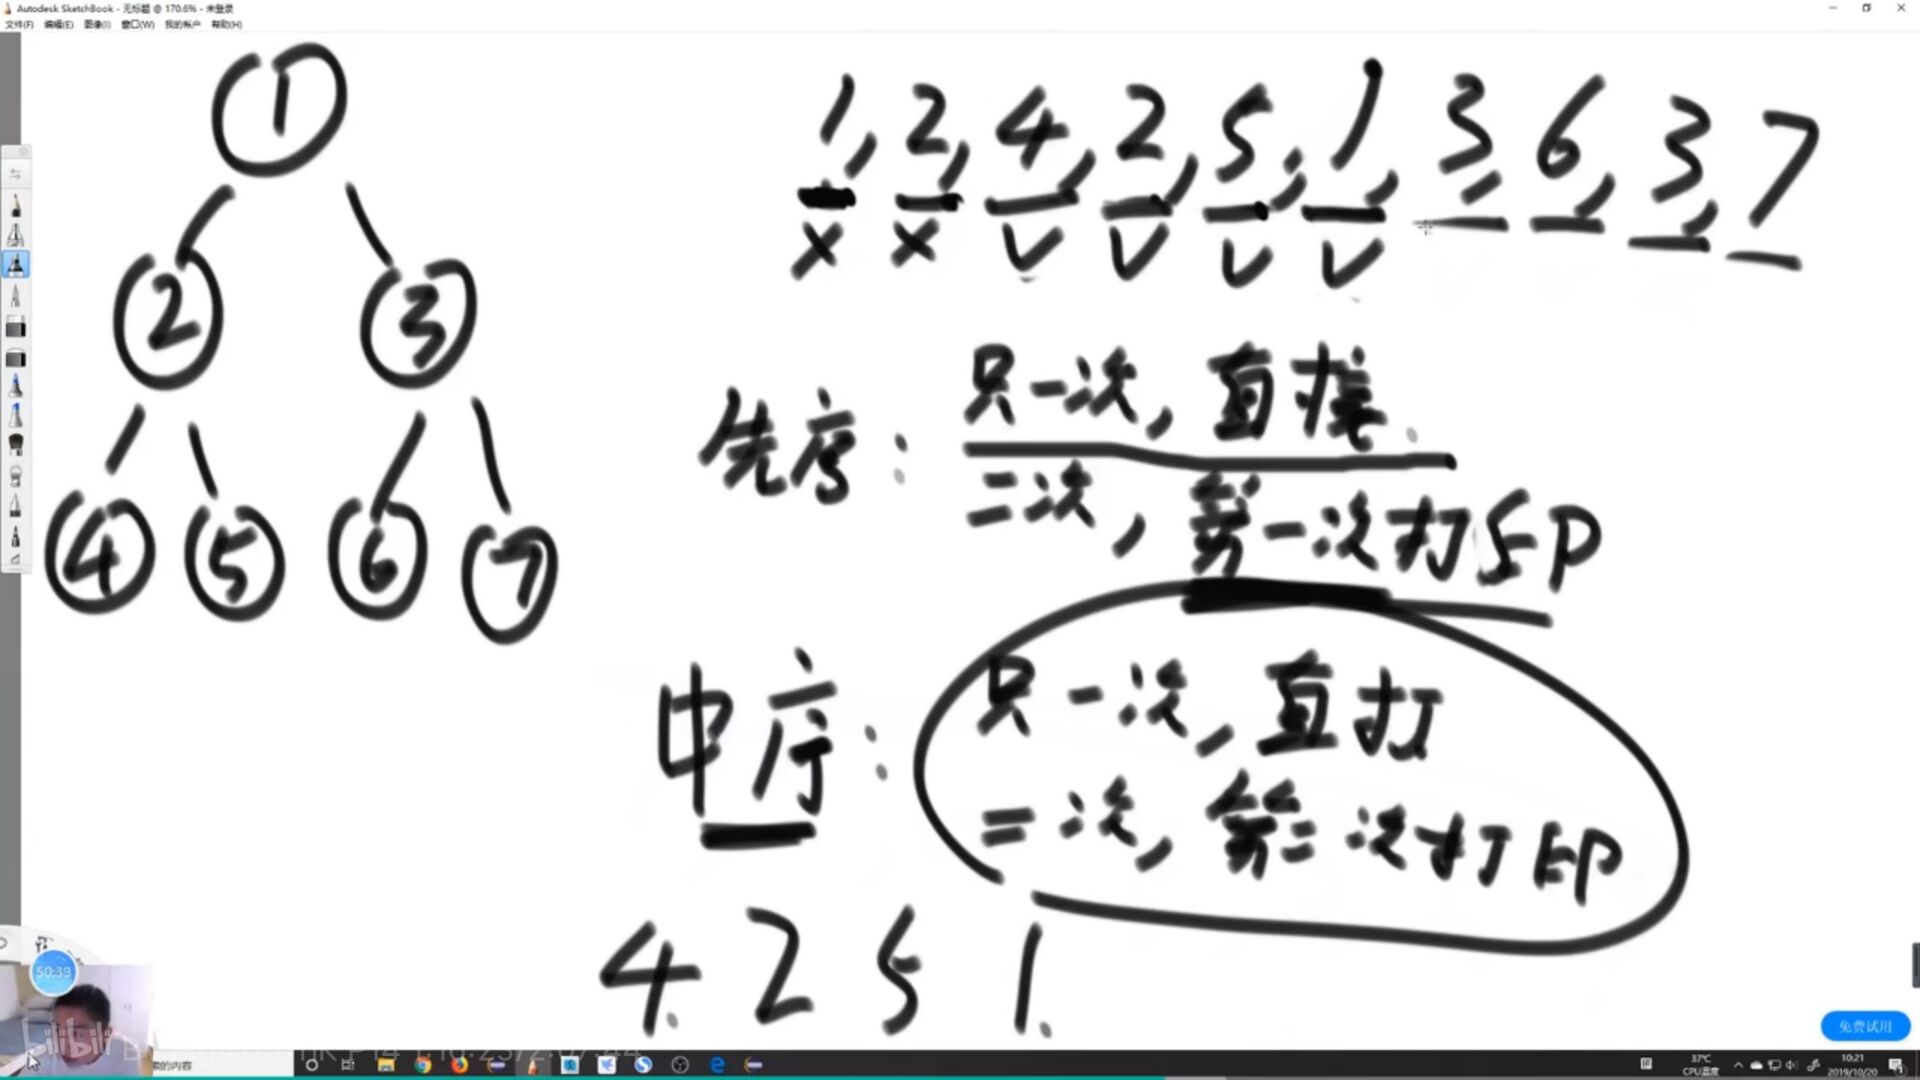 Autodesk SketchBook - 无标题 @ 170.6% - 未登录
文件(F) 编辑(E) 图像(I) 窗口(W) 我的帐户 帮助(H)
1
2 3
4 5 6 7
1, 2, 4, 2, 5, 1, 3, 6, 3, 7
x x v v v v
先序: 只一次, 直接.
二次, 第一次打印
中序: 只一次, 直打
二次, 第二次打印
4 2 5 1
50:38
bilibili
免费试用
37℃
CPU温度
10:21
2019/10/20